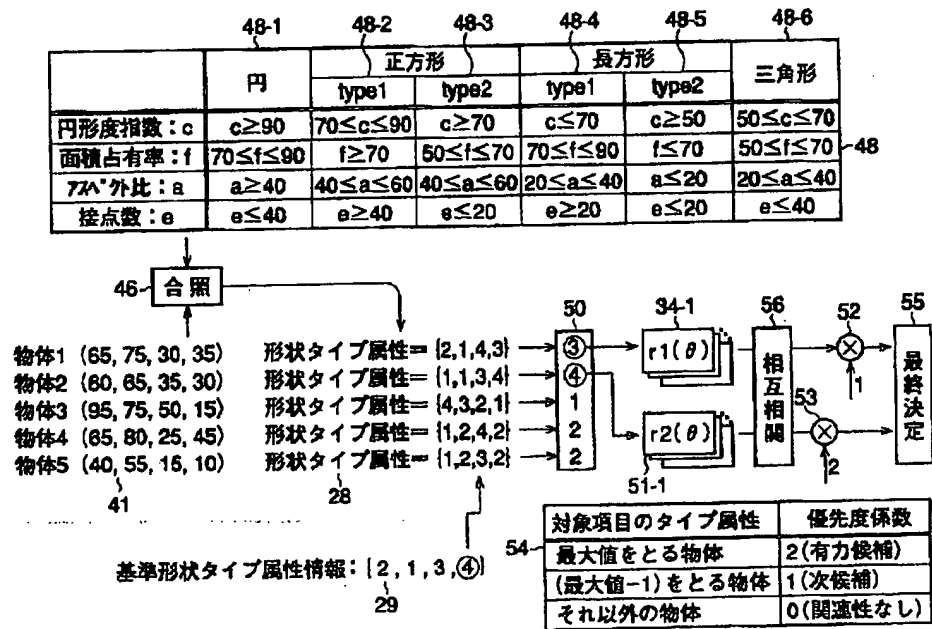 48-1 48-2 48-3 48-4 48-5 48-6
円 正方形 長方形 三角形
type1 type2 type1 type2
円形度指数：c c≥90 70≤c≤90 c≥70 c≤70 c≥50 50≤c≤70
面積占有率：f 70≤f≤90 f≥70 50≤f≤70 70≤f≤90 f≤70 50≤f≤70 48
ｱｽﾍﾟｸﾄ比：a a≥40 40≤a≤60 40≤a≤60 20≤a≤40 a≤20 20≤a≤40
接点数：e e≤40 e≥40 e≤20 e≥20 e≤20 e≤40
46 合照
50 34-1 56 52 55
物体1 (65, 75, 30, 35) 形状タイプ属性＝{2,1,4,3} ③ r1(θ) 相互相関 1 最終決定
物体2 (60, 65, 35, 30) 形状タイプ属性＝{1,1,3,4} ④
物体3 (95, 75, 50, 15) 形状タイプ属性＝{4,3,2,1} 1 53
物体4 (65, 80, 25, 45) 形状タイプ属性＝{1,2,4,2} 2 r2(θ)
物体5 (40, 55, 15, 10) 形状タイプ属性＝{1,2,3,2} 2 2
41 28 51-1
基準形状タイプ属性情報：{2,1,3,④}
29
54
対象項目のタイプ属性 優先度係数
最大値をとる物体 2(有力候補)
(最大値-1)をとる物体 1(次候補)
それ以外の物体 0(関連性なし)